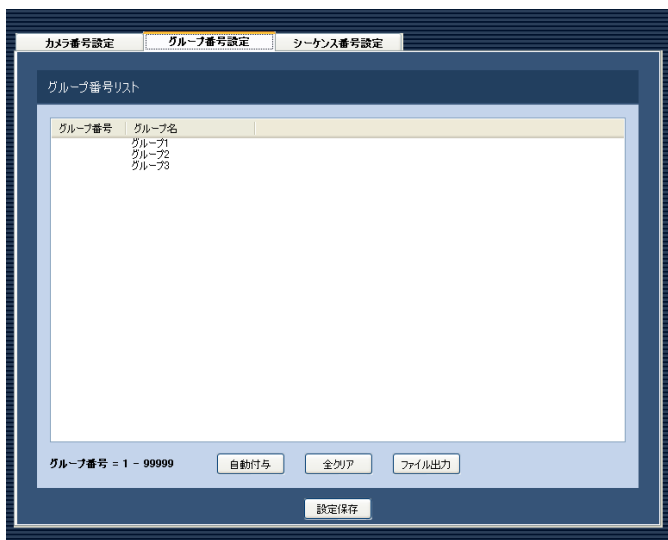 カメラ番号設定 グループ番号設定 シーケンス番号設定
グループ番号リスト
グループ番号 グループ名
グループ1
グループ2
グループ3
グループ番号 = 1 - 99999 自動付与 全クリア ファイル出力
設定保存